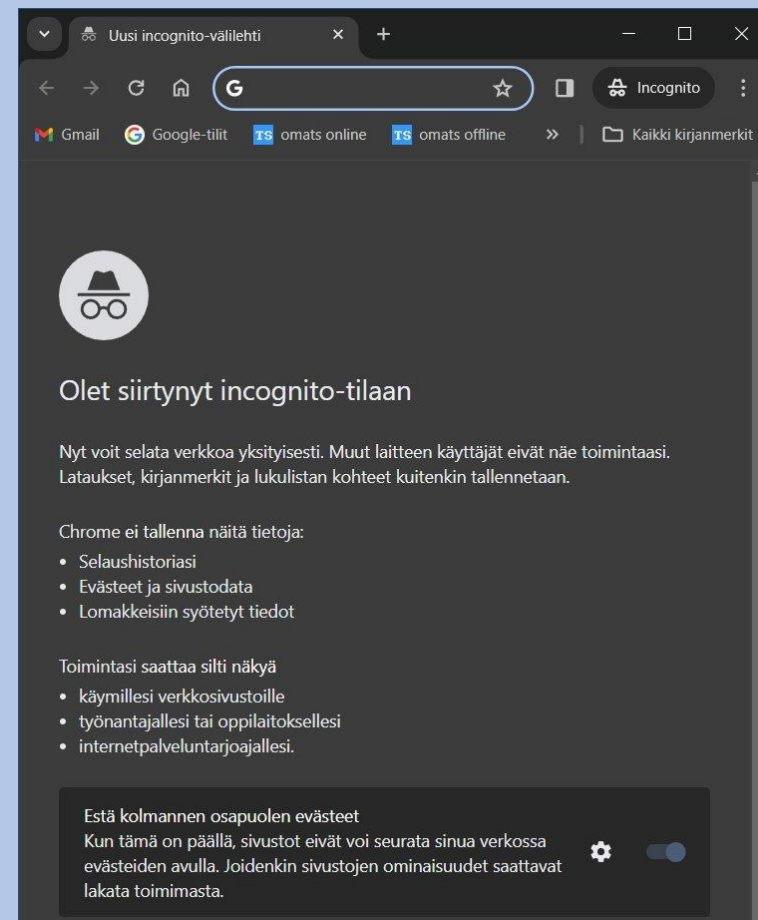 Uusi incognito-välilehti
G
Incognito
Gmail
Google-tilit
TS omats online
TS omats offline
Kaikki kirjanmerkit
Olet siirtynyt incognito-tilaan
Nyt voit selata verkkoa yksityisesti. Muut laitteen käyttäjät eivät näe toimintaasi.
Lataukset, kirjanmerkit ja lukulistan kohteet kuitenkin tallennetaan.
Chrome ei tallenna näitä tietoja:
• Selaushistoriasi
• Evästeet ja sivustodata
• Lomakkeisiin syötetyt tiedot
Toimintasi saattaa silti näkyä
• käymillesi verkkosivustoille
• työnantajallesi tai oppilaitoksellesi
• internetpalveluntarjoajallesi.
Estä kolmannen osapuolen evästeet
Kun tämä on päällä, sivustot eivät voi seurata sinua verkossa
evästeiden avulla. Joidenkin sivustojen ominaisuudet saattavat
lakata toimimasta.